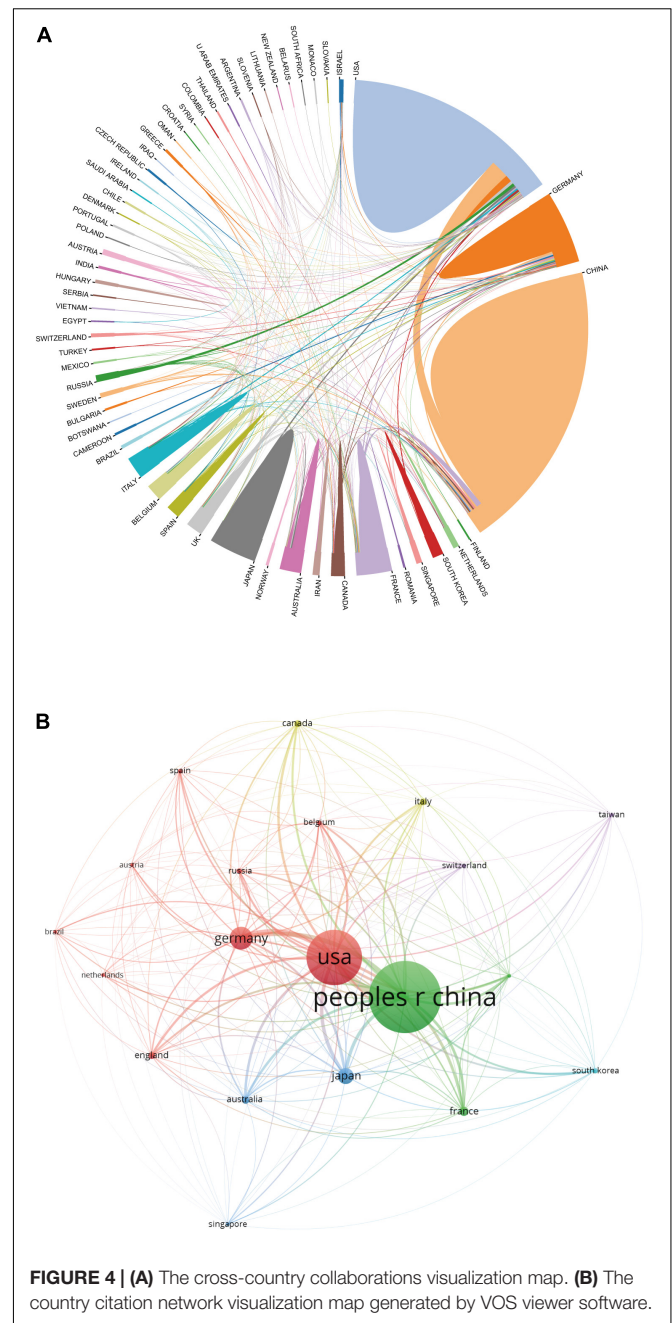 A
SLOVAKIA
MONACO
SOUTH AFRICA
BELARUS
NEW ZEALAND
LITHUANIA
SLOVENIA
ARGENTINA
U ARAB EMIRATES
THAILAND
COLOMBIA
SYRIA
CROATIA
OMAN
GREECE
IRAQ
CZECH REPUBLIC
IRELAND
SAUDI ARABIA
CHILE
DENMARK
PORTUGAL
POLAND
AUSTRIA
INDIA
HUNGARY
SERBIA
VIETNAM
EGYPT
SWITZERLAND
TURKEY
MEXICO
RUSSIA
SWEDEN
BULGARIA
BOTSWANA
CAMEROON
BRAZIL
ITALY
BELGIUM
SPAIN
UK
JAPAN
NORWAY
AUSTRALIA
IRAN
CANADA
FRANCE
ROMANIA
SINGAPORE
SOUTH KOREA
NETHERLANDS
FINLAND
CHINA
GERMANY
USA
ISRAEL
B
canada
spain
italy
taiwan
belgium
austria
russia
switzerland
brazil
germany
usa
netherlands
peoples r china
england
japan
south korea
australia
france
singapore
FIGURE 4 | (A) The cross-country collaborations visualization map. (B) The
country citation network visualization map generated by VOS viewer software.